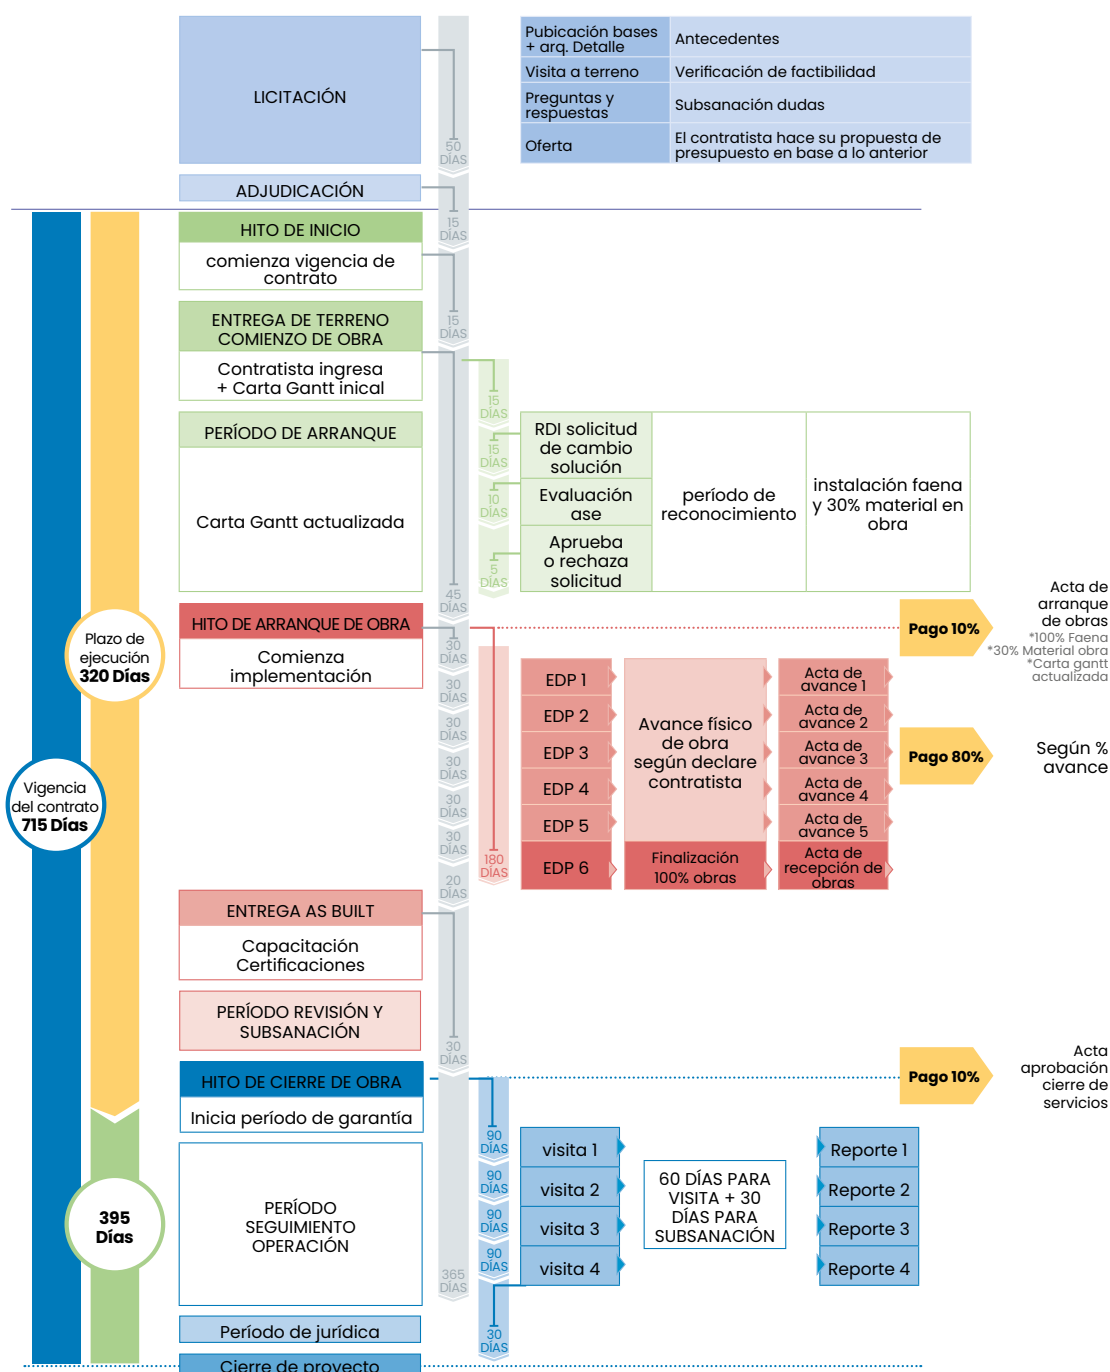 LICITACIÓN
50
DÍAS
Pubicación bases
+ arq. Detalle
Antecedentes
Visita a terreno
Verificación de factibilidad
Preguntas y
respuestas
Subsanación dudas
Oferta
El contratista hace su propuesta de
presupuesto en base a lo anterior
ADJUDICACIÓN
15
DÍAS
HITO DE INICIO
comienza vigencia de
contrato
15
DÍAS
ENTREGA DE TERRENO
COMIENZO DE OBRA
Contratista ingresa
+ Carta Gantt inical
15
DÍAS
PERÍODO DE ARRANQUE
Carta Gantt actualizada
45
DÍAS
15
DÍAS
10
DÍAS
5
DÍAS
RDI solicitud
de cambio
solución
Evaluación
ase
Aprueba
o rechaza
solicitud
período de
reconocimiento
instalación faena
y 30% material en
obra
HITO DE ARRANQUE DE OBRA
Comienza
implementación
Pago 10%
Acta de
arranque
de obras
*100% Faena
*30% Material obra
*Carta gantt
actualizada
Plazo de
ejecución
320 Días
30
DÍAS
30
DÍAS
30
DÍAS
30
DÍAS
30
DÍAS
30
DÍAS
20
DÍAS
180
DÍAS
EDP 1
EDP 2
EDP 3
EDP 4
EDP 5
EDP 6
Avance físico
de obra
según declare
contratista
Finalización
100% obras
Acta de
avance 1
Acta de
avance 2
Acta de
avance 3
Acta de
avance 4
Acta de
avance 5
Acta de
recepción de
obras
Pago 80%
Según %
avance
Vigencia
del contrato
715 Días
ENTREGA AS BUILT
Capacitación
Certificaciones
PERÍODO REVISIÓN Y
SUBSANACIÓN
30
DÍAS
HITO DE CIERRE DE OBRA
Inicia período de garantía
Pago 10%
Acta
aprobación
cierre de
servicios
395
Días
PERÍODO
SEGUIMIENTO
OPERACIÓN
365
DÍAS
90
DÍAS
90
DÍAS
90
DÍAS
90
DÍAS
30
DÍAS
visita 1
visita 2
visita 3
visita 4
60 DÍAS PARA
VISITA + 30
DÍAS PARA
SUBSANACIÓN
Reporte 1
Reporte 2
Reporte 3
Reporte 4
Período de jurídica
Cierre de proyecto